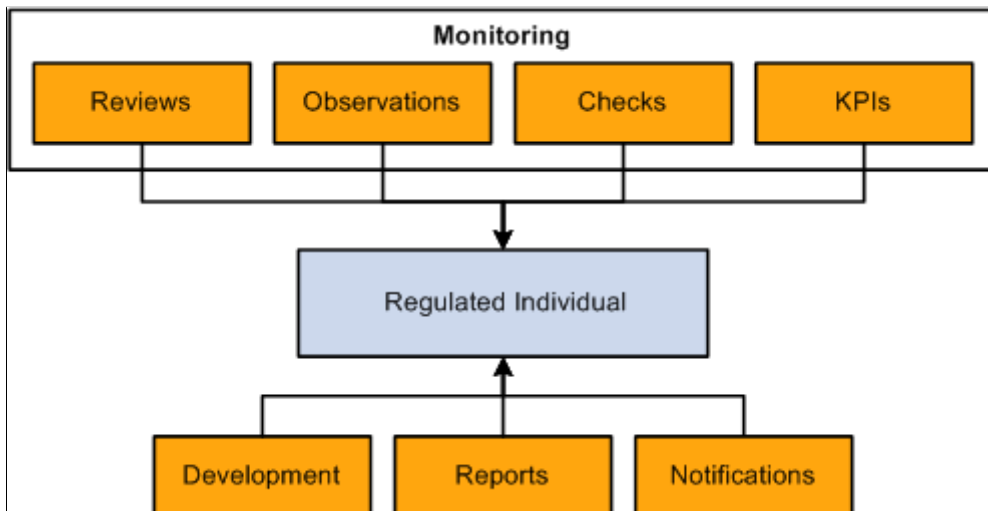 Monitoring
Reviews
Observations
Checks
KPIs
Regulated Individual
Development
Reports
Notifications